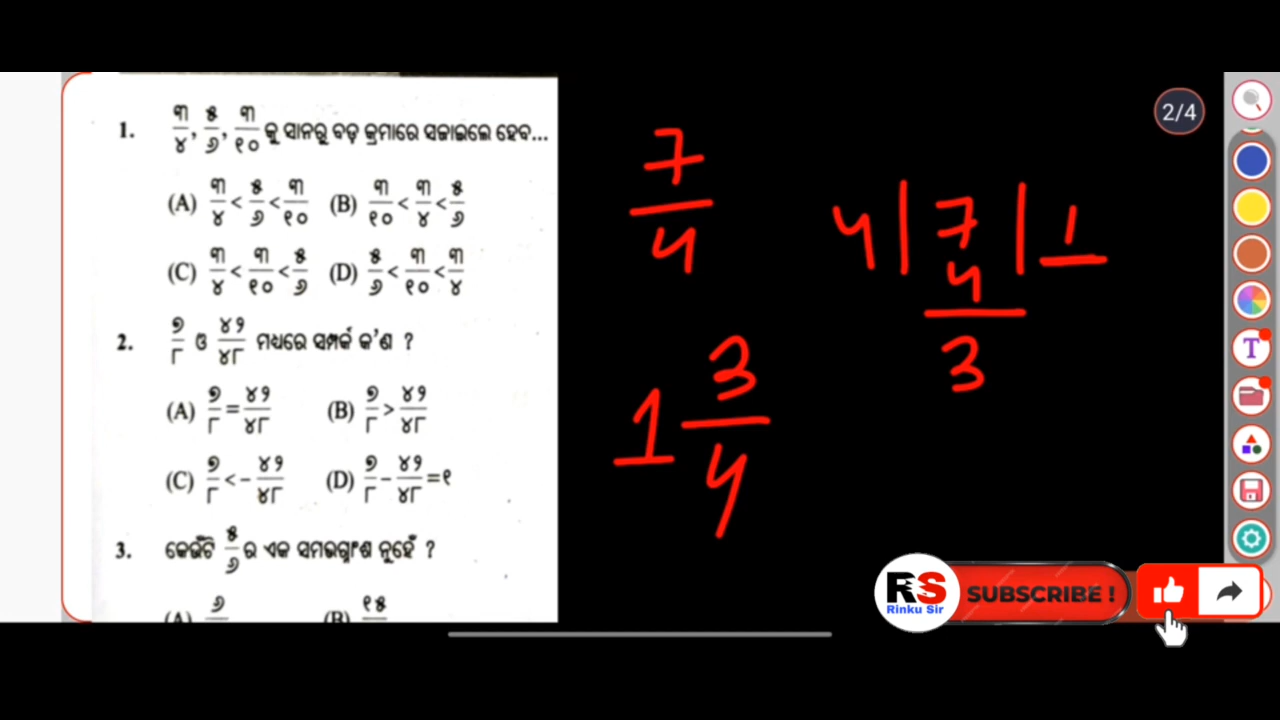 1. ୩/୪, ୫/୬, ୩/୧୦ କୁ ସାନରୁ ବଡ଼ କ୍ରମାରେ ସଜାଇଲେ ହେବ...
(A) ୩/୪ < ୫/୬ < ୩/୧୦ (B) ୩/୧୦ < ୩/୪ < ୫/୬
(C) ୩/୪ < ୩/୧୦ < ୫/୬ (D) ୫/୬ < ୩/୧୦ < ୩/୪
2. ୭/୮ ଓ ୪୨/୪୮ ମଧ୍ୟରେ ସମ୍ପର୍କ କ'ଣ ?
(A) ୭/୮ = ୪୨/୪୮ (B) ୭/୮ > ୪୨/୪୮
(C) ୭/୮ < - ୪୨/୪୮ (D) ୭/୮ - ୪୨/୪୮ = ୧
3. କେଉଁଟି ୫/୬ ର ଏକ ସମଭଗ୍ନାଂଶ ନୁହେଁ ?
(A) ୬ (B) ୧୫
7/4
4| 7 |1
4
3
1 3/4
2/4
T
RS
Rinku Sir
SUBSCRIBE !